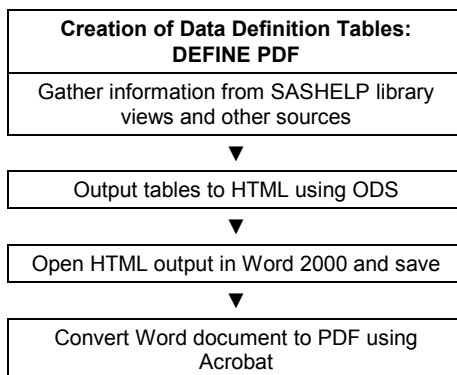 Creation of Data Definition Tables:
DEFINE PDF
Gather information from SASHELP library
views and other sources
▼
Output tables to HTML using ODS
▼
Open HTML output in Word 2000 and save
▼
Convert Word document to PDF using
Acrobat